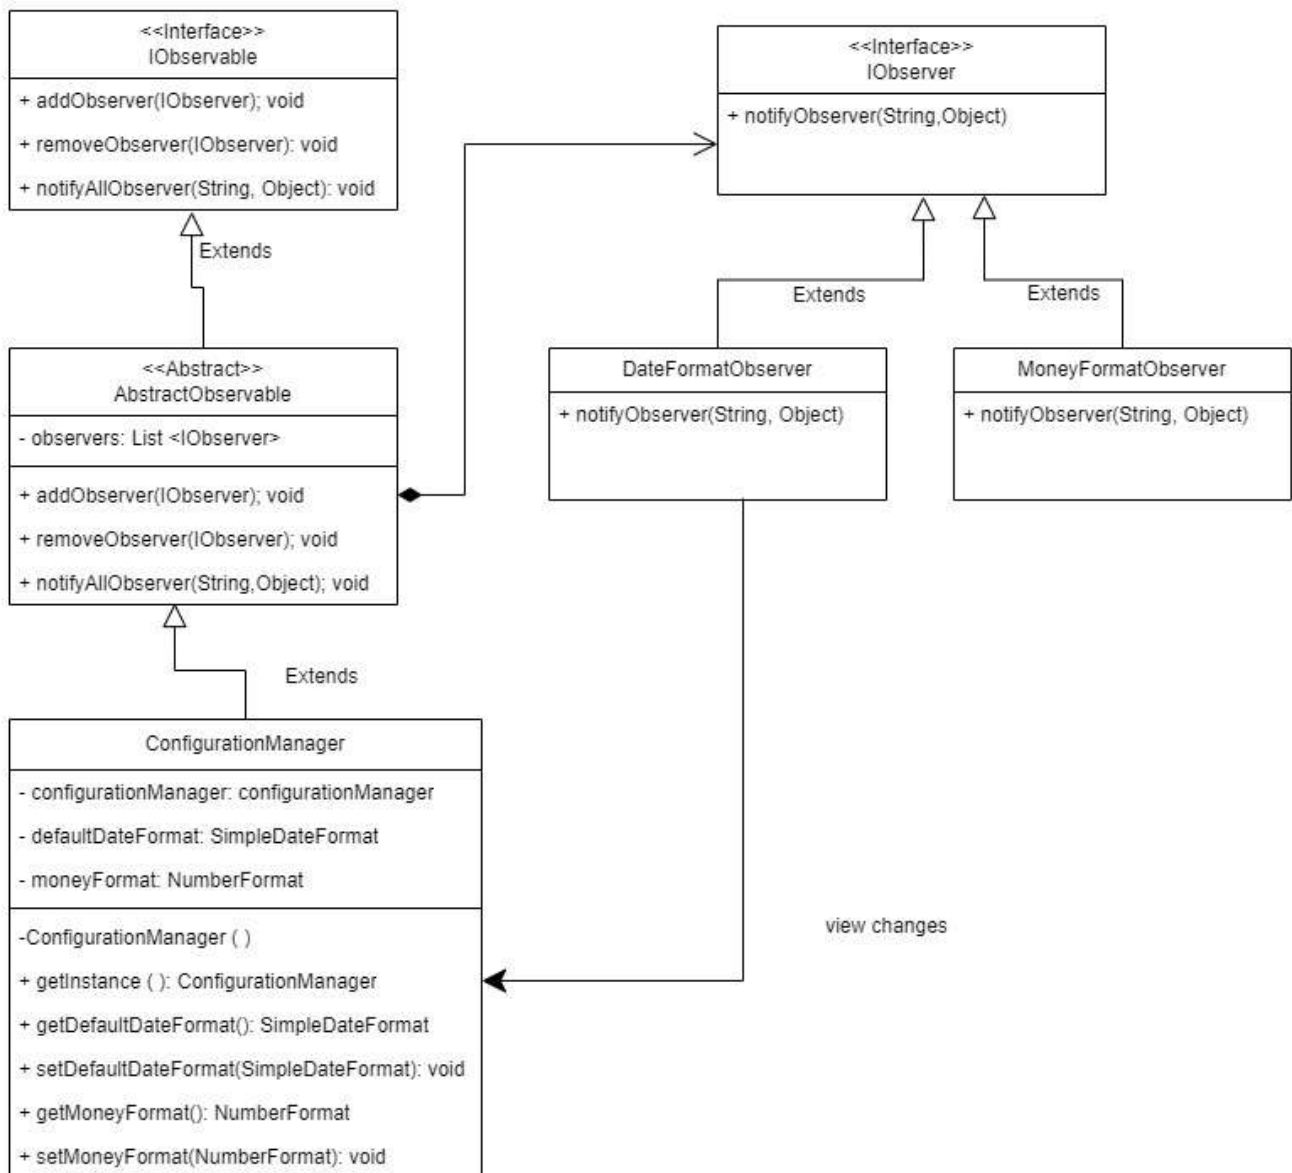 <<Interface>>
IObservable
+ addObserver(IObserver); void
+ removeObserver(IObserver): void
+ notifyAllObserver(String, Object): void
<<Interface>>
IObserver
+ notifyObserver(String,Object)
Extends
Extends
Extends
<<Abstract>>
AbstractObservable
- observers: List <IObserver>
+ addObserver(IObserver); void
+ removeObserver(IObserver); void
+ notifyAllObserver(String,Object); void
DateFormatObserver
+ notifyObserver(String, Object)
MoneyFormatObserver
+ notifyObserver(String, Object)
Extends
ConfigurationManager
- configurationManager: configurationManager
- defaultDateFormat: SimpleDateFormat
- moneyFormat: NumberFormat
-ConfigurationManager ( )
+ getInstance ( ): ConfigurationManager
+ getDefaultDateFormat(): SimpleDateFormat
+ setDefaultDateFormat(SimpleDateFormat): void
+ getMoneyFormat(): NumberFormat
+ setMoneyFormat(NumberFormat): void
view changes